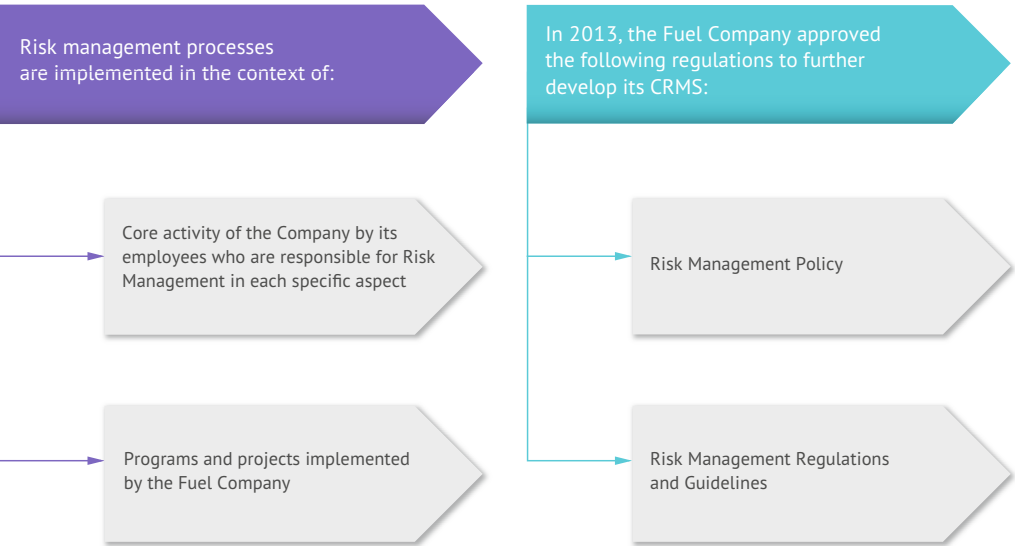 Risk management processes
are implemented in the context of:
Core activity of the Company by its
employees who are responsible for Risk
Management in each specific aspect
Programs and projects implemented
by the Fuel Company
In 2013, the Fuel Company approved
the following regulations to further
develop its CRMS:
Risk Management Policy
Risk Management Regulations
and Guidelines